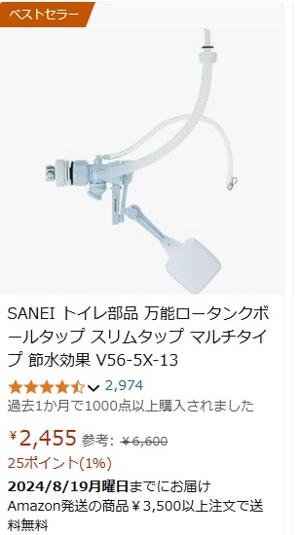 ベストセラー
SANEI トイレ部品 万能ロータンクボ
ールタップ スリムタップ マルチタイ
プ 節水効果 V56-5X-13
2,974
過去1か月で1000点以上購入されました
¥2,455 参考: ¥6,600
25ポイント(1%)
2024/8/19月曜日までにお届け
Amazon発送の商品¥3,500以上注文で送
料無料